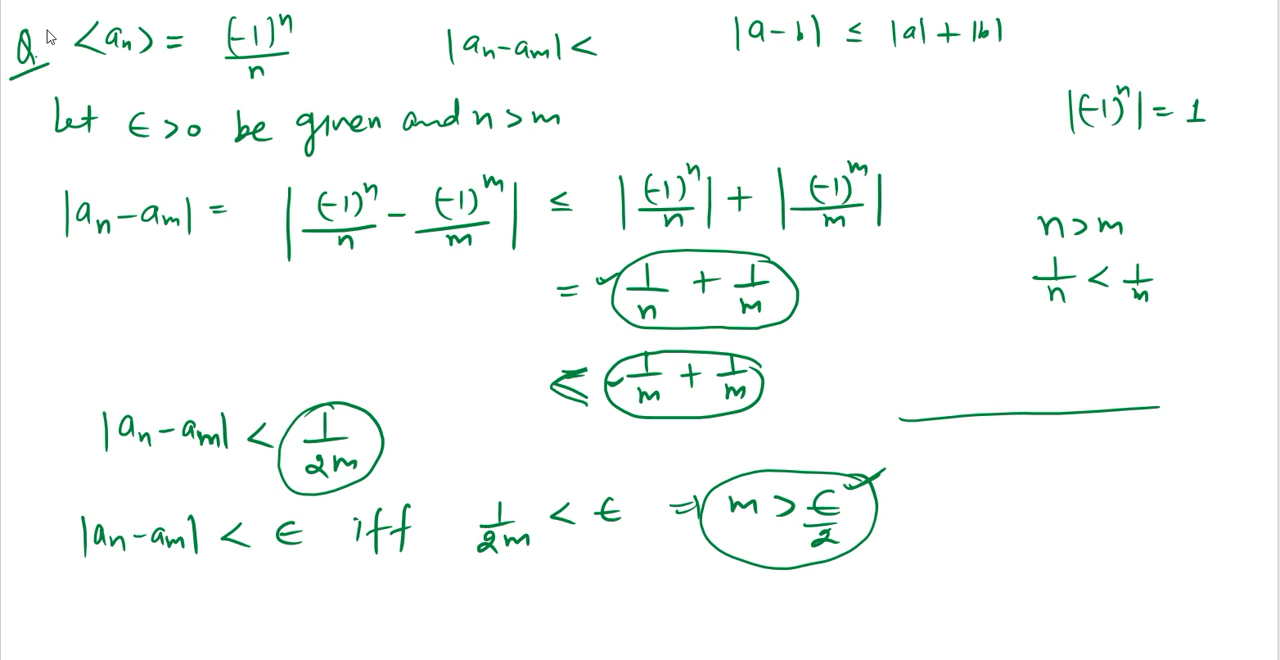 Q. <aₙ> = (-1)ⁿ/n    |aₙ-aₘ| <    |a-b| ≤ |a| + |b|
Let ε>0 be given and n>m    |(-1)ⁿ| = 1
|aₙ-aₘ| = |(-1)ⁿ/n - (-1)ᵐ/m| ≤ |(-1)ⁿ/n| + |(-1)ᵐ/m|
n>m
= 1/n + 1/m    1/n < 1/m
< 1/m + 1/m
|aₙ-aₘ| < 1/2m
|aₙ-aₘ| < ε iff 1/2m < ε ⇒ m > ε/2